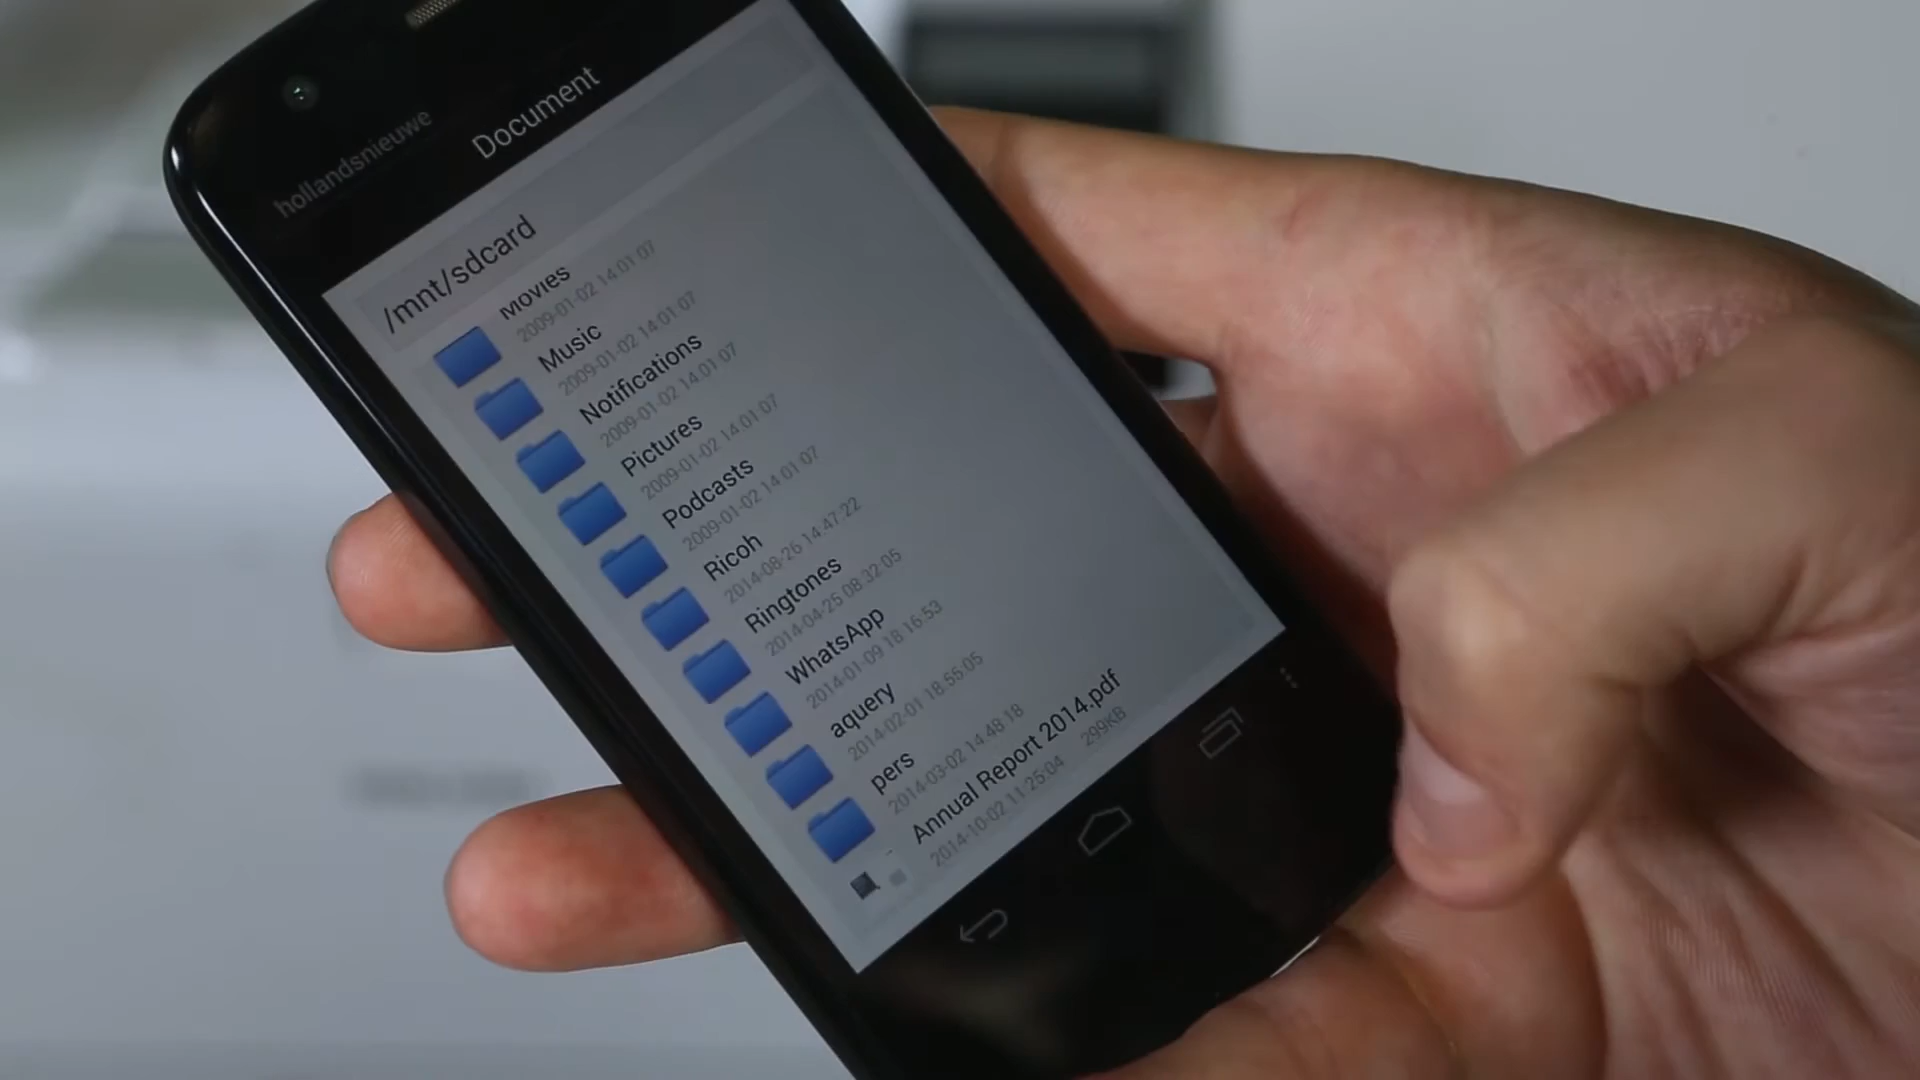 hollandsnieuwe
Document
/mnt/sdcard
Movies
2009-01-02 14:01:07
Music
2009-01-02 14:01:07
Notifications
2009-01-02 14:01:07
Pictures
2009-01-02 14:01:07
Podcasts
2009-01-02 14:01:07
Ricoh
2014-08-26 14:47:22
Ringtones
2014-04-25 08:32:05
WhatsApp
2014-01-09 18:16:53
aquery
2014-02-01 18:55:05
pers
2014-03-02 14:48:18
Annual Report 2014.pdf
2014-10-02 11:25:04 299KB